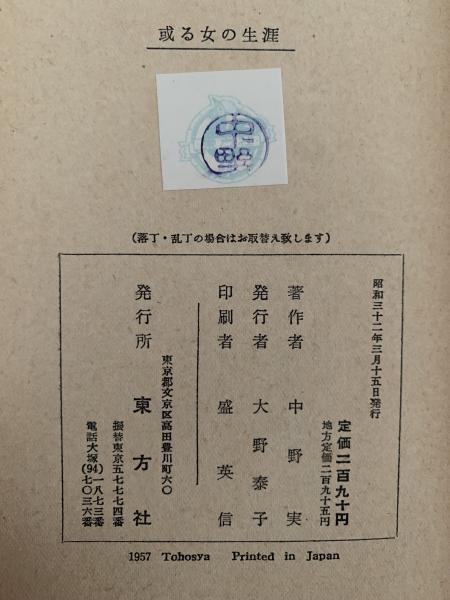 或る女の生涯
中野
(落丁・乱丁の場合はお取替え致します)
昭和三十二年三月十五日発行
定価二百九十円
地方定価二百九十五円
著作者 中野実
発行者 大野泰子
印刷者 盛英信
発行所 東方社
東京都文京区高田豊川町六〇
振替東京五七七七四番
電話大塚(94)一八七三番
七〇三六番
1957 Tohosya Printed in Japan